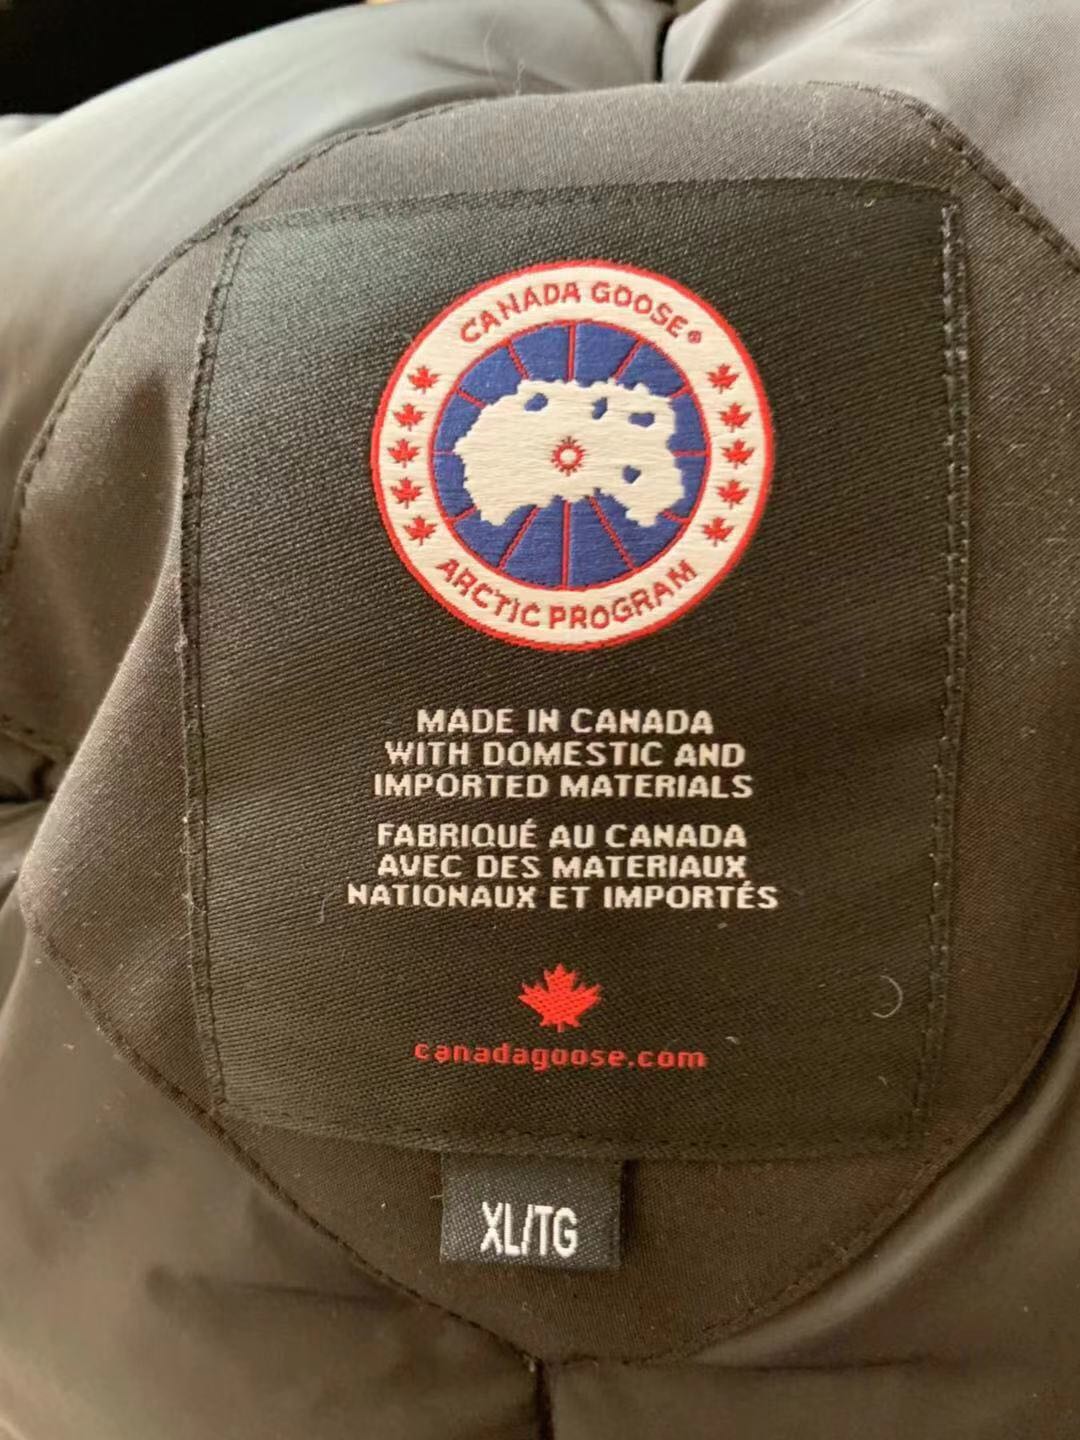 CANADA GOOSE®
ARCTIC PROGRAM
MADE IN CANADA
WITH DOMESTIC AND
IMPORTED MATERIALS
FABRIQUÉ AU CANADA
AVEC DES MATERIAUX
NATIONAUX ET IMPORTÉS
canadagoose.com
XL/TG